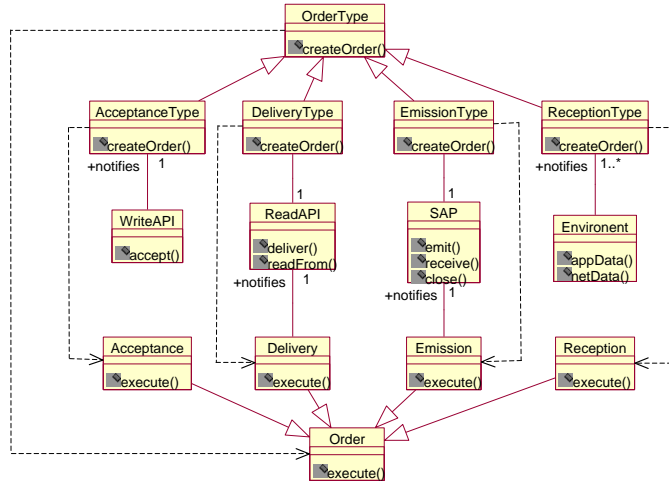 OrderType
createOrder()
AcceptanceType
createOrder()
DeliveryType
createOrder()
EmissionType
createOrder()
ReceptionType
createOrder()
+notifies
1
1
1
+notifies
1..*
WriteAPI
accept()
ReadAPI
deliver()
readFrom()
SAP
emit()
receive()
close()
Environent
appData()
netData()
+notifies
1
+notifies
1
Acceptance
execute()
Delivery
execute()
Emission
execute()
Reception
execute()
Order
execute()